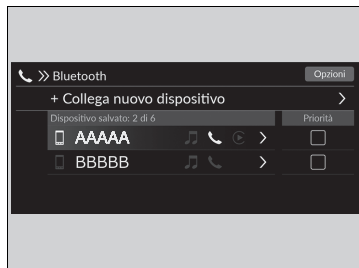 Bluetooth
Opzioni
+ Collega nuovo dispositivo
Dispositivo salvato: 2 di 6
Priorità
AAAAA
BBBBB